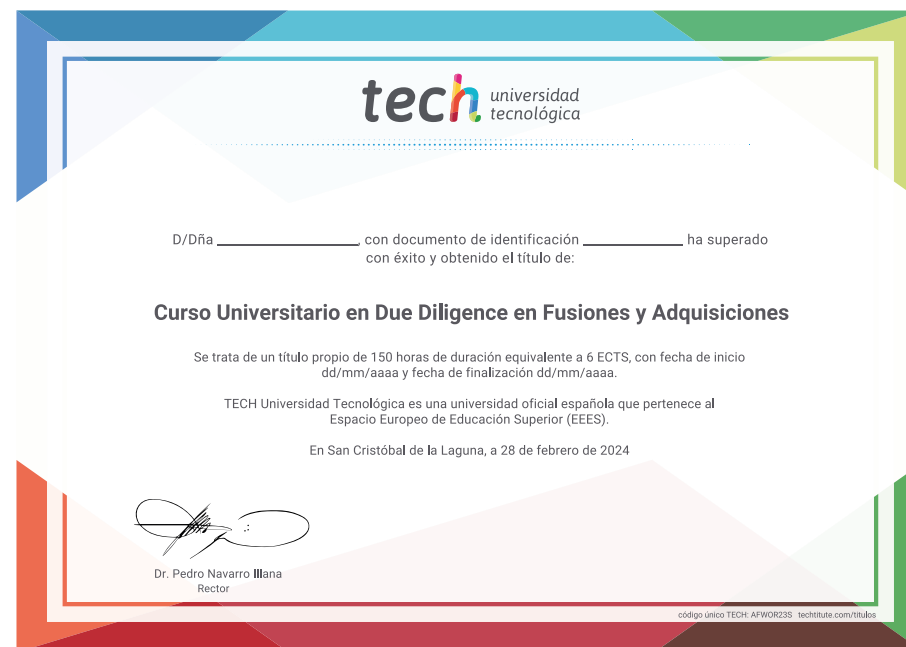 tech universidad
tecnológica
D/Dña ____________________, con documento de identificación ______________ ha superado
con éxito y obtenido el título de:
Curso Universitario en Due Diligence en Fusiones y Adquisiciones
Se trata de un título propio de 150 horas de duración equivalente a 6 ECTS, con fecha de inicio
dd/mm/aaaa y fecha de finalización dd/mm/aaaa.
TECH Universidad Tecnológica es una universidad oficial española que pertenece al
Espacio Europeo de Educación Superior (EEES).
En San Cristóbal de la Laguna, a 28 de febrero de 2024
Dr. Pedro Navarro Illana
Rector
código único TECH: AFWOR23S techtitute.com/titulos